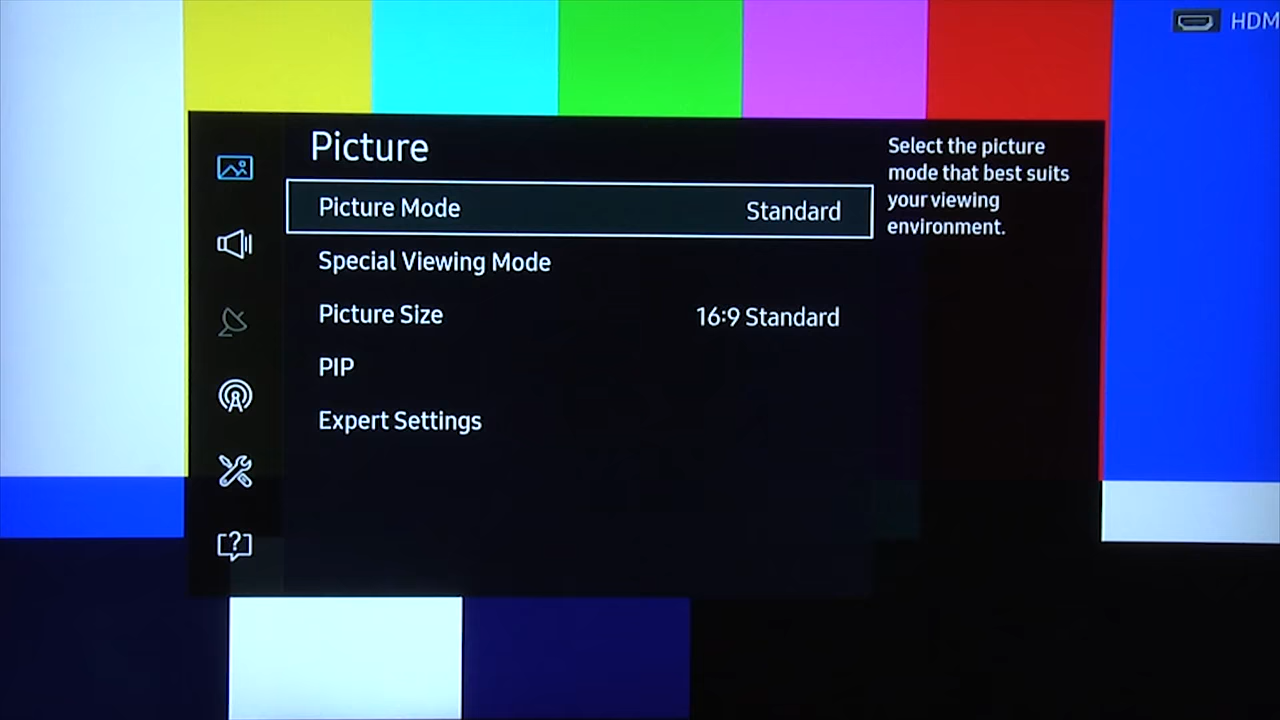 HDM
Picture
Picture Mode Standard
Special Viewing Mode
Picture Size 16:9 Standard
PIP
Expert Settings
Select the picture
mode that best suits
your viewing
environment.
?